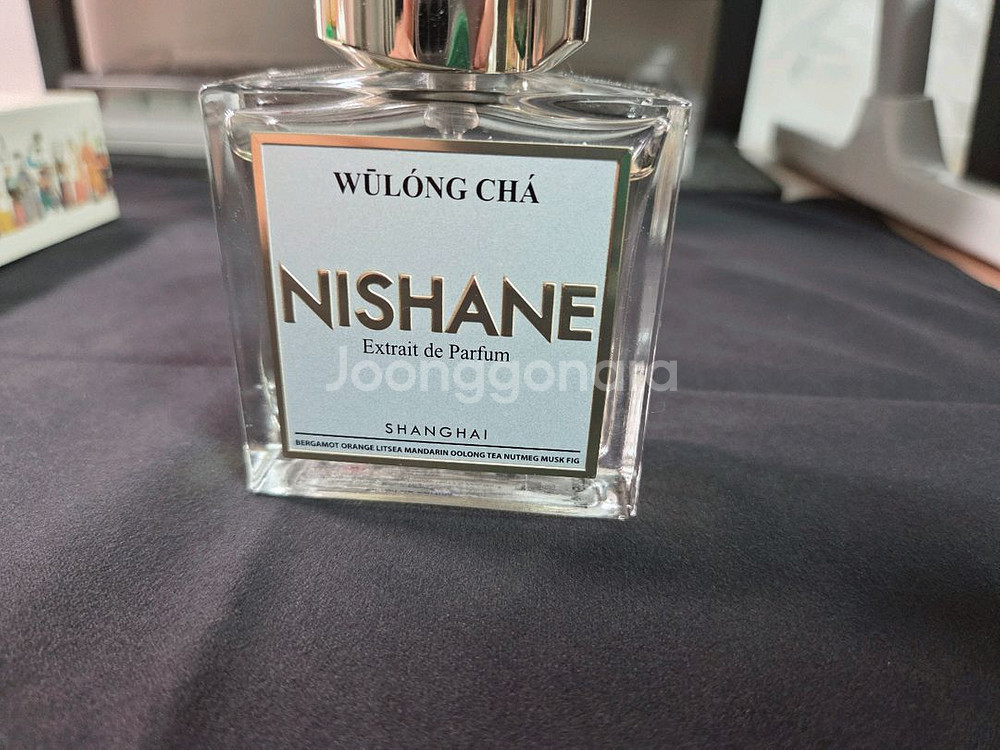 WŪLÓNG CHÁ
NISHANE
Extrait de Parfum
Joonggonara
SHANGHAI
BERGAMOT ORANGE LITSEA MANDARIN OOLONG TEA NUTMEG MUSK FIG